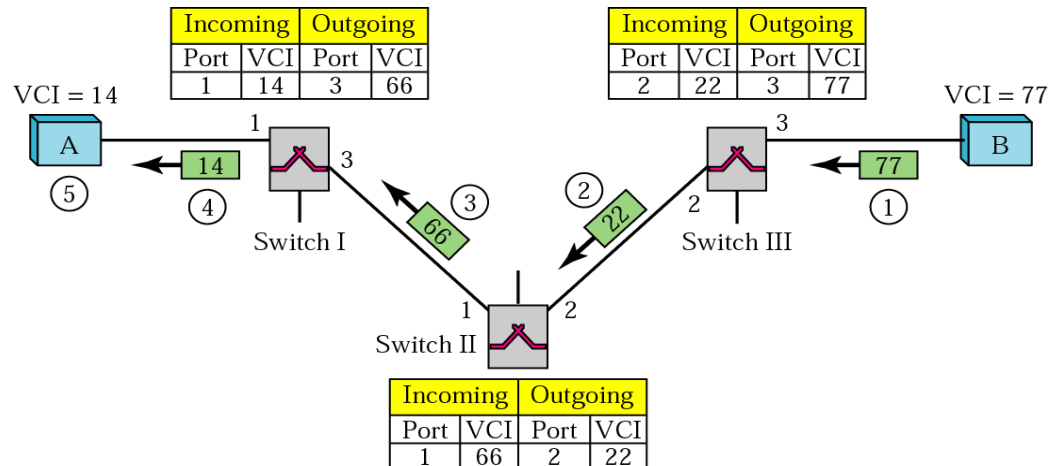 Incoming Outgoing
Port VCI Port VCI
1 14 3 66
Incoming Outgoing
Port VCI Port VCI
2 22 3 77
VCI = 14
VCI = 77
A
1
3
14
5
4
Switch I
66
3
2
22
3
2
Switch III
77
1
B
1
2
Switch II
Incoming Outgoing
Port VCI Port VCI
1 66 2 22